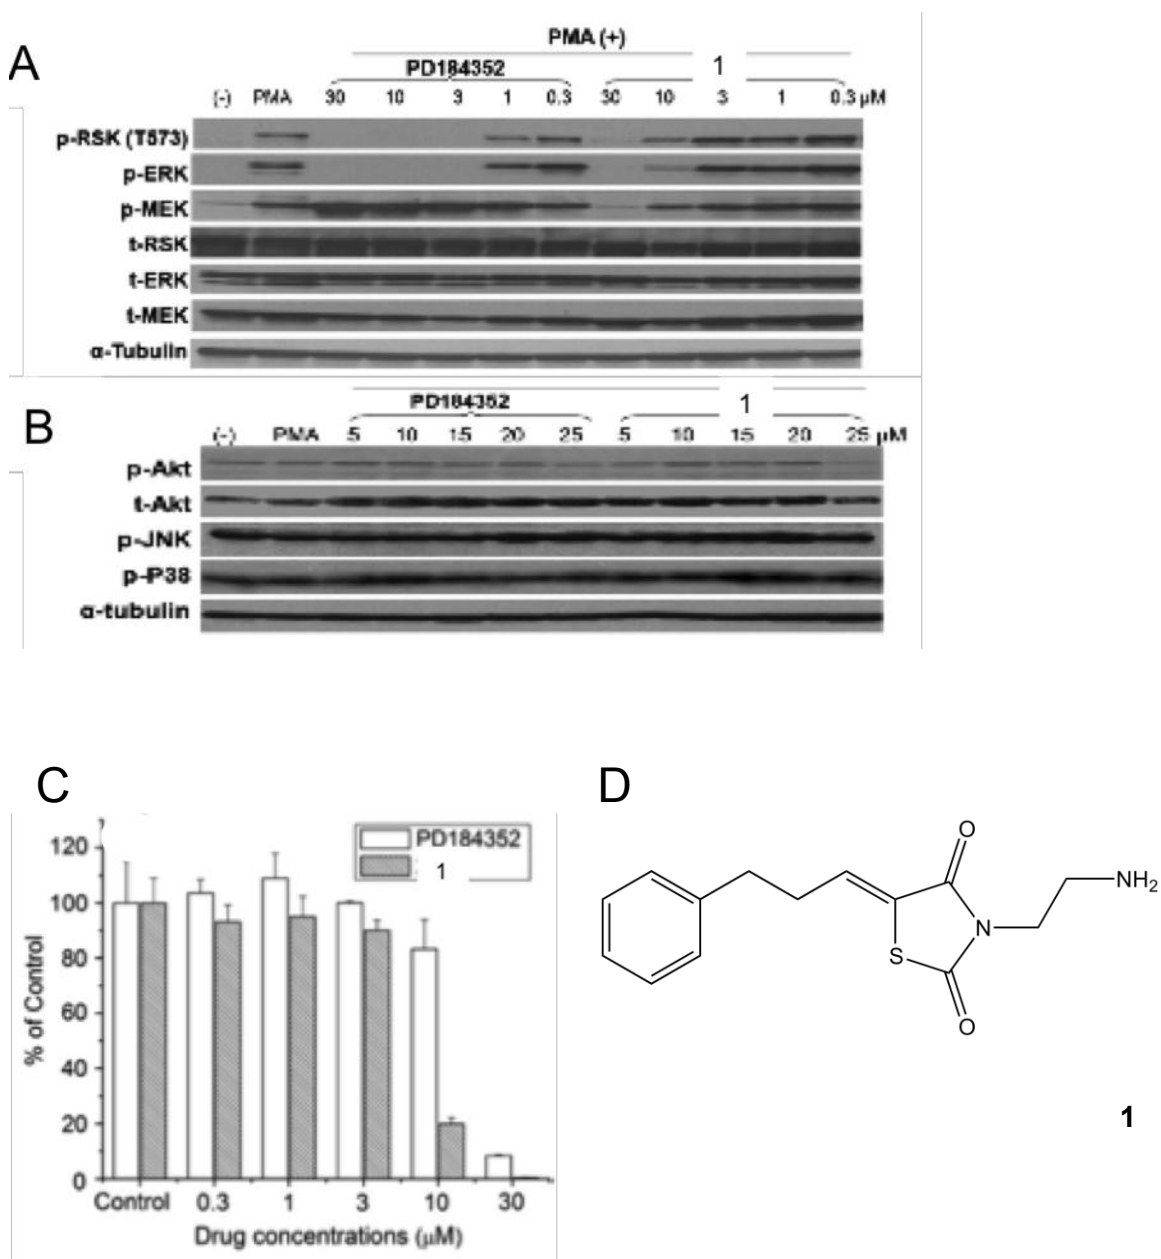 A
PMA (+)
PD184352 1
(-) PMA 30 10 3 1 0.3 30 10 3 1 0.3 µM
p-RSK (T573)
p-ERK
p-MEK
t-RSK
t-ERK
t-MEK
α-Tubulin
B
PD184352 1
(-) PMA 5 10 15 20 25 5 10 15 20 25 µM
p-Akt
t-Akt
p-JNK
p-P38
α-tubulin
C
PD184352
1
% of Control
120
100
80
60
40
20
0
Control 0.3 1 3 10 30
Drug concentrations (µM)
D
O
NH2
N
S
O
1